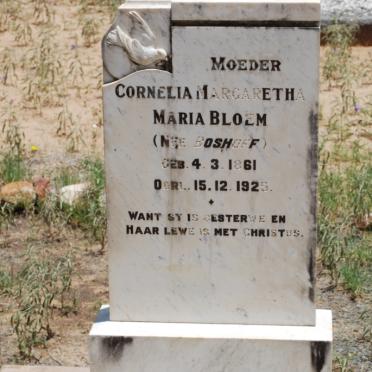 MOEDER
CORNELIA MARGARETHA
MARIA BLOEM
(NEE BOSHOFF)
GEB. 4. 3. 1861
OORL. 15. 12. 1925.
WANT SY IS GESTERWE EN
HAAR LEWE IS MET CHRISTUS.